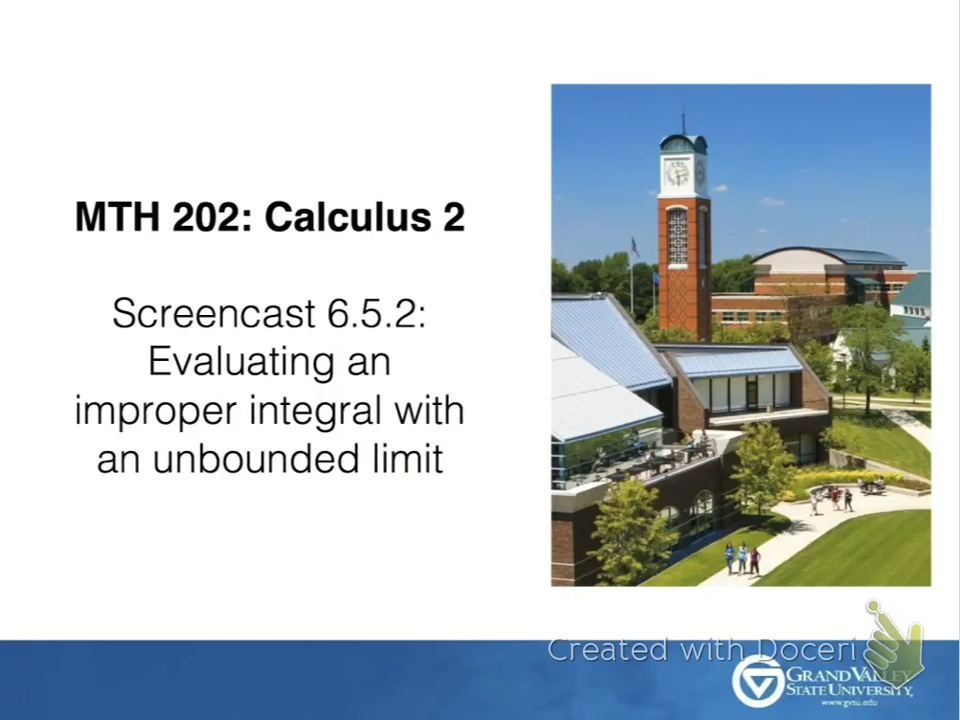 MTH 202: Calculus 2
Screencast 6.5.2:
Evaluating an
improper integral with
an unbounded limit
Created with Doceri
GRAND VALLEY
STATE UNIVERSITY
www.gvsu.edu